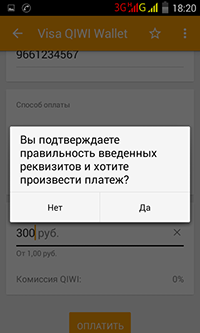 3G G 18:20
Visa QIWI Wallet
9661234567
Способ оплаты
Вы подтверждаете
правильность введенных
реквизитов и хотите
произвести платеж?
Нет Да
300 руб.
От 1,00 руб.
Комиссия QIWI: 0%
ОПЛАТИТЬ